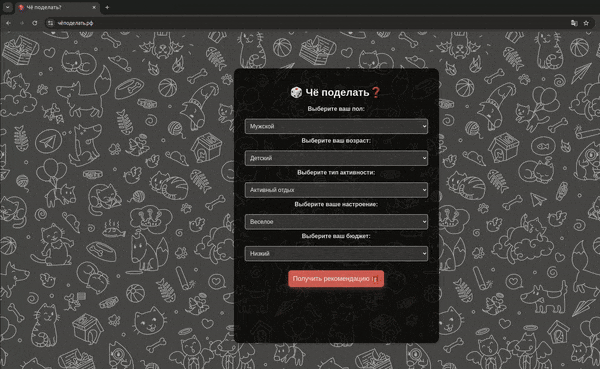 Чё поделать?
чёподелать.рф
Чё поделать❓
Выберите ваш пол:
Мужской
Выберите ваш возраст:
Детский
Выберите тип активности:
Активный отдых
Выберите ваше настроение:
Веселое
Выберите ваш бюджет:
Низкий
Получить рекомендацию